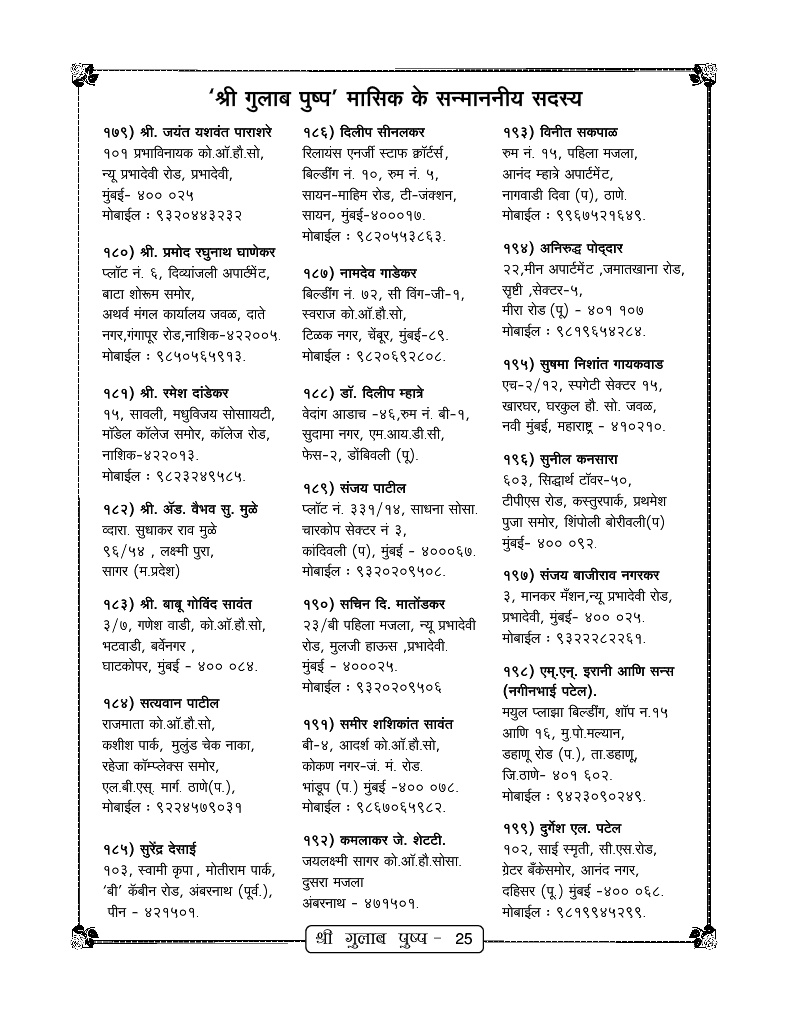 ‘श्री गुलाब पुष्प’ मासिक के सन्माननीय सदस्य
१७९) श्री. जयंत यशवंत पाराशरे
१०१ प्रभाविनायक को.ऑ.हौ.सो,
न्यू प्रभादेवी रोड, प्रभादेवी,
मुंबई- ४०० ०२५
मोबाईल : ९३२०४४३२३२
१८०) श्री. प्रमोद रघुनाथ घाणेकर
प्लॉट नं. ६, दिव्यांजली अपार्टमेंट,
बाटा शोरूम समोर,
अथर्व मंगल कार्यालय जवळ, दाते
नगर,गंगापूर रोड,नाशिक-४२२००५.
मोबाईल : ९८५०५६५९१३.
१८१) श्री. रमेश दांडेकर
१५, सावली, मधुविजय सोसाायटी,
मॉडेल कॉलेज समोर, कॉलेज रोड,
नाशिक-४२२०१३.
मोबाईल : ९८२३२४९५८५.
१८२) श्री. ॲड. वैभव सु. मुळे
व्दारा. सुधाकर राव मुळे
९६/५४ , लक्ष्मी पुरा,
सागर (म.प्रदेश)
१८३) श्री. बाबू गोविंद सावंत
३/७, गणेश वाडी, को.ऑ.हौ.सो,
भटवाडी, बर्वेनगर ,
घाटकोपर, मुंबई - ४०० ०८४.
१८४) सत्यवान पाटील
राजमाता को.ऑ.हौ.सो,
कशीश पार्क, मुलुंड चेक नाका,
रहेजा कॉम्प्लेक्स समोर,
एल.बी.एस् मार्ग. ठाणे(प.),
मोबाईल : ९२२४५७९०३१
१८५) सुरेंद्र देसाई
१०३, स्वामी कृपा , मोतीराम पार्क,
‘बी’ कॅबीन रोड, अंबरनाथ (पूर्व.),
पीन - ४२१५०१.
१८६) दिलीप सीनलकर
रिलायंस एनर्जी स्टाफ क्रॉर्टर्स,
बिल्डींग नं. १०, रुम नं. ५,
सायन-माहिम रोड, टी-जंक्शन,
सायन, मुंबई-४०००१७.
मोबाईल : ९८२०५५३८६३.
१८७) नामदेव गाडेकर
बिल्डींग नं. ७२, सी विंग-जी-१,
स्वराज को.ऑ.हौ.सो,
टिळक नगर, चेंबूर, मुंबई-८९.
मोबाईल : ९८२०६९२८०८.
१८८) डॉ. दिलीप म्हात्रे
वेदांग आडाच -४६,रुम नं. बी-१,
सुदामा नगर, एम.आय.डी.सी,
फेस-२, डोंबिवली (पू).
१८९) संजय पाटील
प्लॉट नं. ३३१/१४, साधना सोसा.
चारकोप सेक्टर नं ३,
कांदिवली (प), मुंबई - ४०००६७.
मोबाईल : ९३२०२०९५०८.
१९०) सचिन दि. मातोंडकर
२३/बी पहिला मजला, न्यू प्रभादेवी
रोड, मुलजी हाऊस ,प्रभादेवी.
मुंबई - ४०००२५.
मोबाईल : ९३२०२०९५०६
१९१) समीर शशिकांत सावंत
बी-४, आदर्श को.ऑ.हौ.सो,
कोकण नगर-जं. मं. रोड.
भांडूप (प.) मुंबई -४०० ०७८.
मोबाईल : ९८६७०६५९८२.
१९२) कमलाकर जे. शेटटी.
जयलक्ष्मी सागर को.ऑ.हौ.सोसा.
दुसरा मजला
अंबरनाथ - ४७१५०१.
१९३) विनीत सकपाळ
रुम नं. १५, पहिला मजला,
आनंद म्हात्रे अपार्टमेंट,
नागवाडी दिवा (प), ठाणे.
मोबाईल : ९९६७५२१६४९.
१९४) अनिरुद्ध पोद्दार
२२,मीन अपार्टमेंट ,जमातखाना रोड,
सृष्टी ,सेक्टर-५,
मीरा रोड (पू) - ४०१ १०७
मोबाईल : ९८१९६५४२८४.
१९५) सुषमा निशांत गायकवाड
एच-२/१२, स्पगेटी सेक्टर १५,
खारघर, घरकुल हौ. सो. जवळ,
नवी मुंबई, महाराष्ट्र - ४१०२१०.
१९६) सुनील कनसारा
६०३, सिद्धार्थ टॉवर-५०,
टीपीएस रोड, कस्तुरपार्क, प्रथमेश
पुजा समोर, शिंपोली बोरीवली(प)
मुंबई- ४०० ०९२.
१९७) संजय बाजीराव नगरकर
३, मानकर मॅंशन,न्यू प्रभादेवी रोड,
प्रभादेवी, मुंबई- ४०० ०२५.
मोबाईल : ९३२२२८२२६१.
१९८) एम्.एन्. इरानी आणि सन्स
(नगीनभाई पटेल).
मयुल प्लाझा बिल्डींग, शॉप न.१५
आणि १६, मु.पो.मल्यान,
डहाणू रोड (प.), ता.डहाणू,
जि.ठाणे- ४०१ ६०२.
मोबाईल : ९४२३०९०२४९.
१९९) दुर्गेश एल. पटेल
१०२, साई स्मृती, सी.एस.रोड,
ग्रेटर बँकेसमोर, आनंद नगर,
दहिसर (पू.) मुंबई -४०० ०६८.
मोबाईल : ९८१९९४५२९९.
श्री गुलाब पुष्प - 25